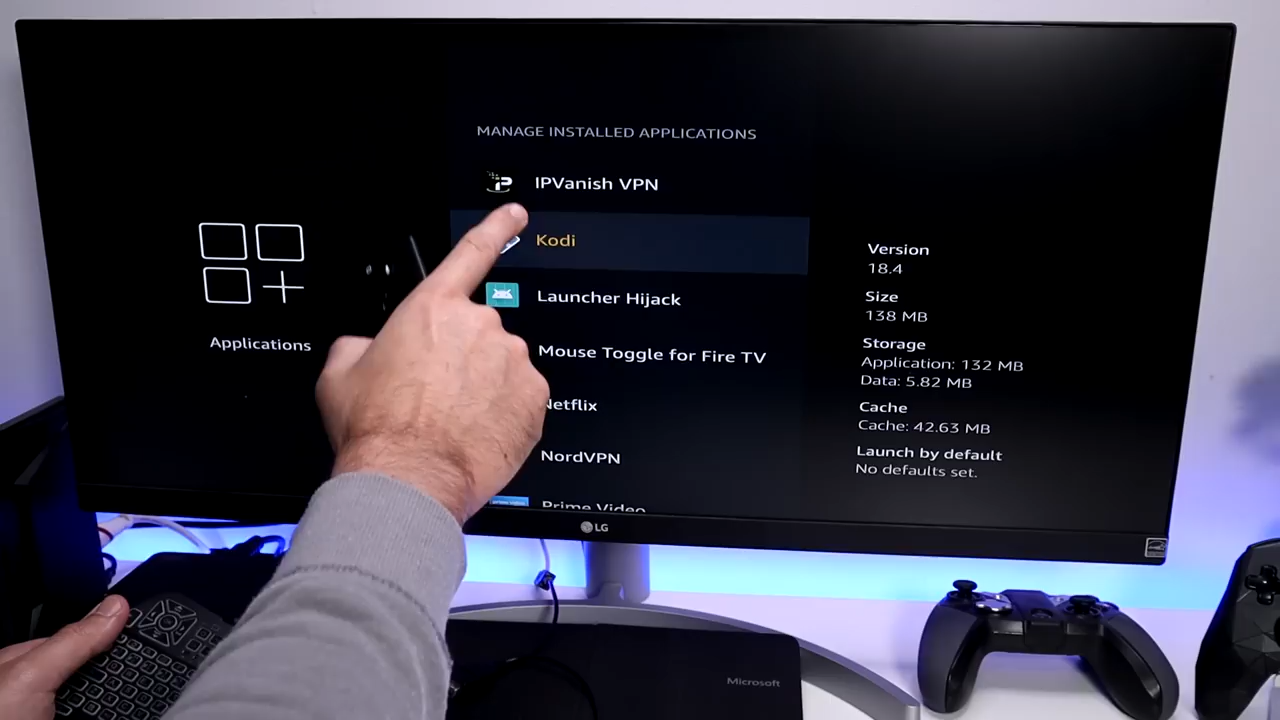 MANAGE INSTALLED APPLICATIONS
IPVanish VPN
Kodi
Launcher Hijack
Mouse Toggle for Fire TV
Netflix
NordVPN
Prime Video
Applications
Version
18.4
Size
138 MB
Storage
Application: 132 MB
Data: 5.82 MB
Cache
Cache: 42.63 MB
Launch by default
No defaults set.
LG
Microsoft